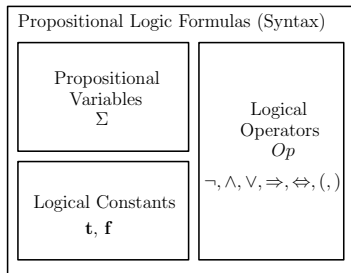 Propositional Logic Formulas (Syntax)
Propositional
Variables
Σ
Logical Constants
t, f
Logical
Operators
Op
¬, ∧, ∨, ⇒, ⇔, (, )